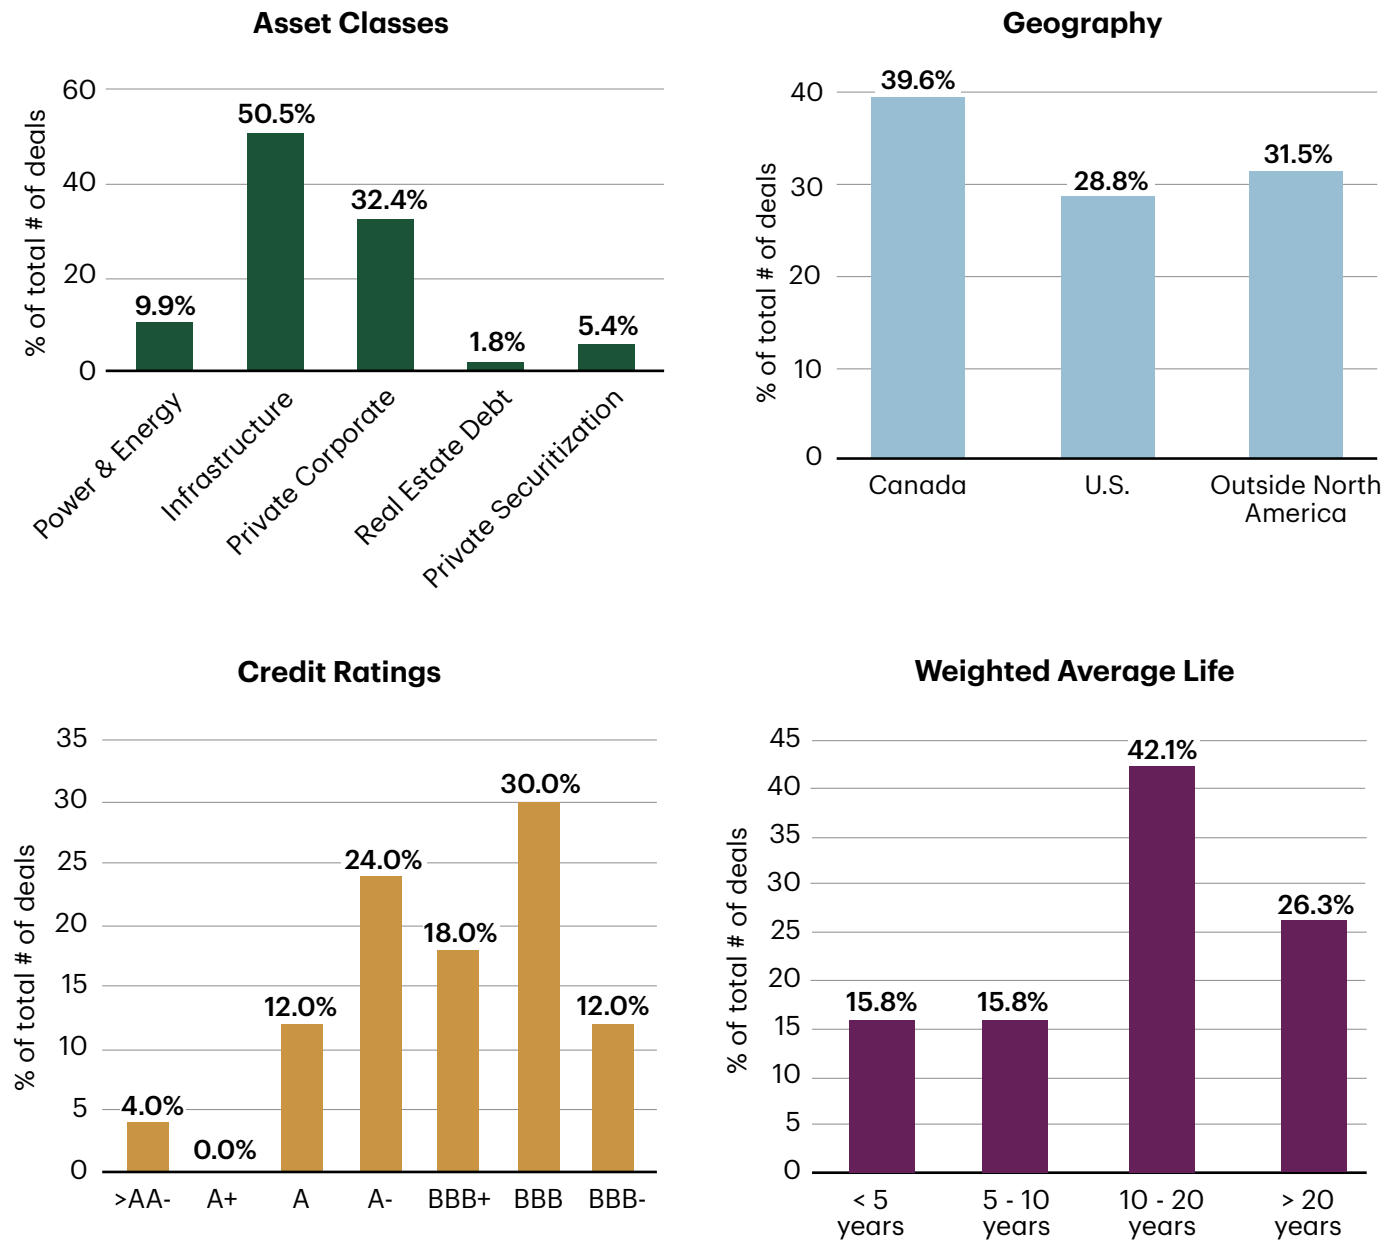 Asset Classes
% of total # of deals
60
40
20
0
9.9%
50.5%
32.4%
1.8%
5.4%
Power & Energy
Infrastructure
Private Corporate
Real Estate Debt
Private Securitization
Geography
% of total # of deals
40
30
20
10
0
39.6%
28.8%
31.5%
Canada
U.S.
Outside North
America
Credit Ratings
% of total # of deals
35
30
25
20
15
10
5
0
4.0%
0.0%
12.0%
24.0%
18.0%
30.0%
12.0%
>AA-
A+
A
A-
BBB+
BBB
BBB-
Weighted Average Life
% of total # of deals
45
40
35
30
25
20
15
10
5
0
15.8%
15.8%
42.1%
26.3%
< 5
years
5 - 10
years
10 - 20
years
> 20
years